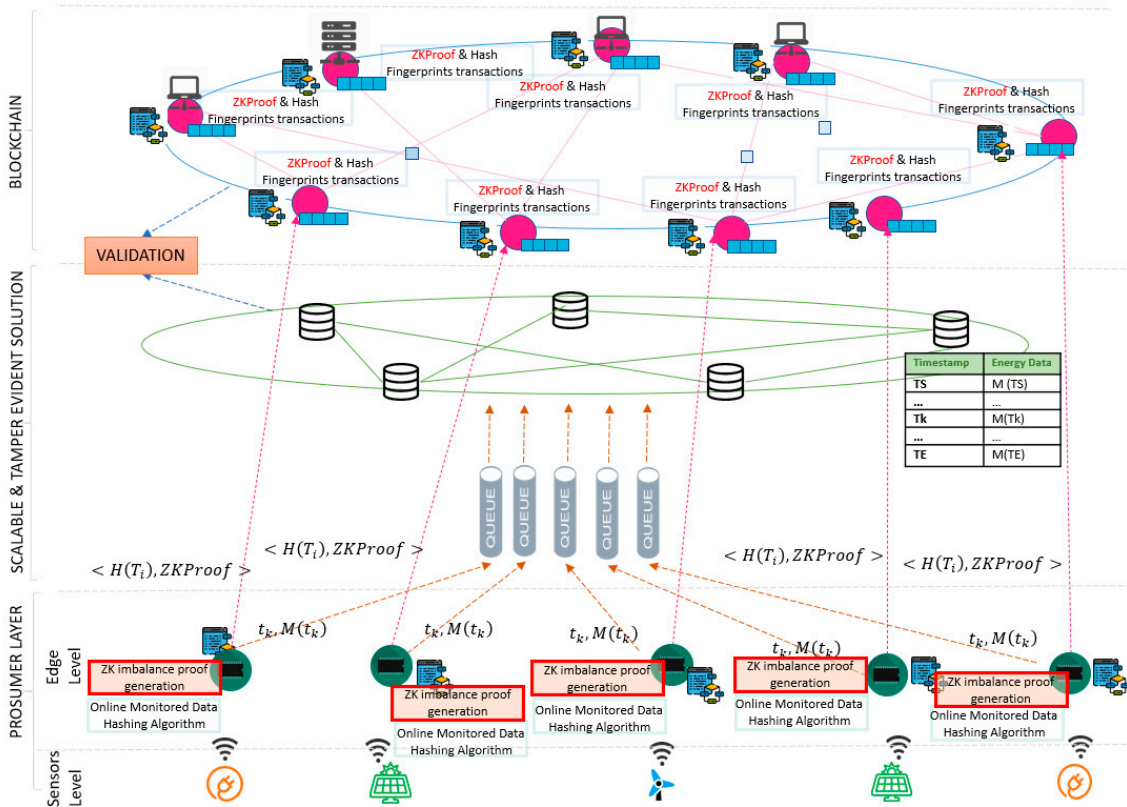 BLOCKCHAIN
ZKProof & Hash
Fingerprints transactions
ZKProof & Hash
Fingerprints transactions
ZKProof & Hash
Fingerprints transactions
ZKProof & Hash
Fingerprints transactions
ZKProof & Hash
Fingerprints transactions
ZKProof & Hash
Fingerprints transactions
ZKProof & Hash
Fingerprints transactions
ZKProof & Hash
Fingerprints transactions
ZKProof & Hash
Fingerprints transactions
VALIDATION
SCALABLE & TAMPER EVIDENT SOLUTION
Timestamp Energy Data
TS M (TS)
... ...
Tk M(Tk)
... ...
TE M(TE)
QUEUE
QUEUE
QUEUE
QUEUE
QUEUE
< H(T_i), ZKProof >
< H(T_i), ZKProof >
< H(T_i), ZKProof >
< H(T_i), ZKProof >
PROSUMER LAYER
Edge
Level
t_k, M(t_k)
t_k, M(t_k)
t_k, M(t_k)
t_k, M(t_k)
t_k, M(t_k)
ZK imbalance proof
generation
Online Monitored Data
Hashing Algorithm
ZK imbalance proof
generation
Online Monitored Data
Hashing Algorithm
ZK imbalance proof
generation
Online Monitored Data
Hashing Algorithm
ZK imbalance proof
generation
Online Monitored Data
Hashing Algorithm
ZK imbalance proof
generation
Online Monitored Data
Hashing Algorithm
Sensors
Level